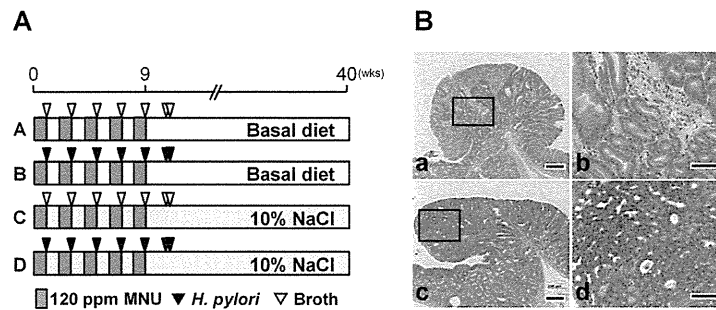 A
B
0
9
40 (wks)
A
Basal diet
B
Basal diet
C
10% NaCl
D
10% NaCl
120 ppm MNU
H. pylori
Broth
a
b
c
d